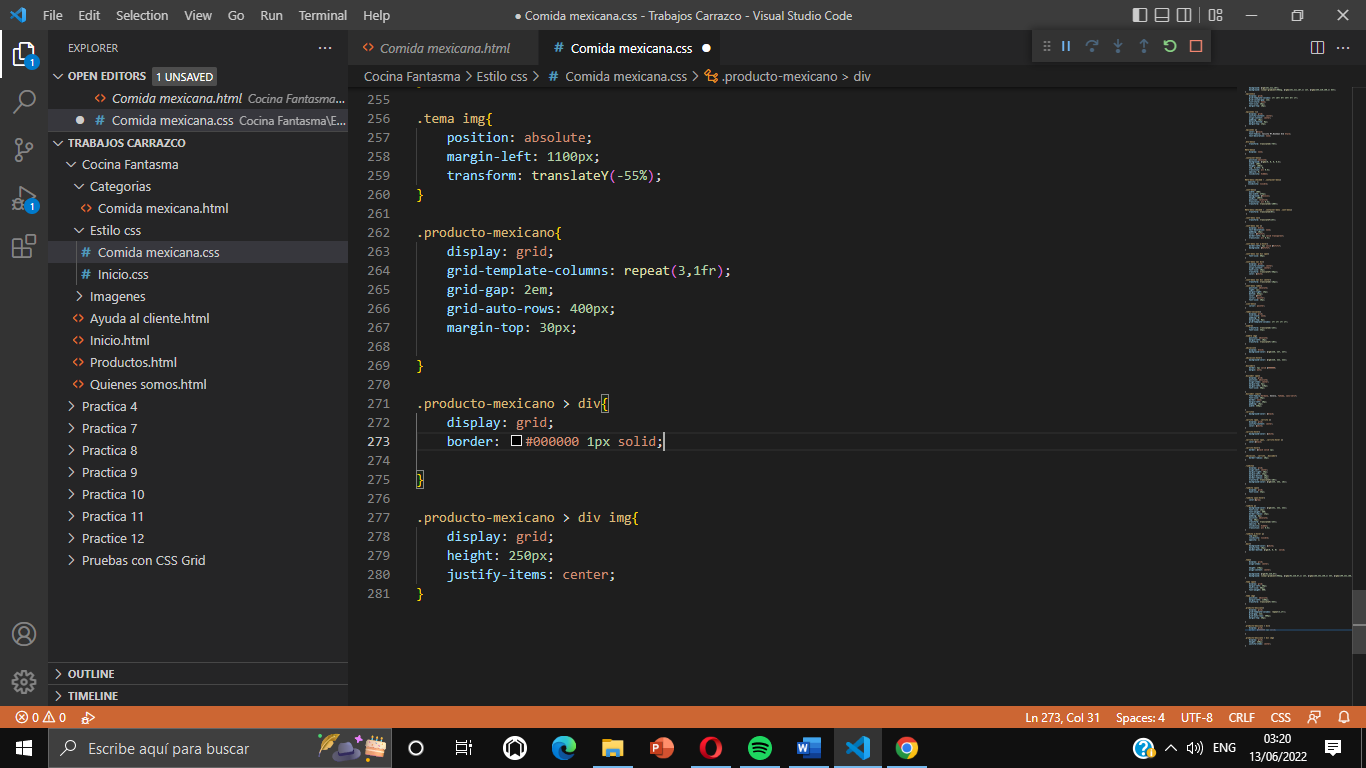 File Edit Selection View Go Run Terminal Help
● Comida mexicana.css - Trabajos Carrazco - Visual Studio Code
EXPLORER
OPEN EDITORS 1 UNSAVED
Comida mexicana.html Cocina Fantasma...
Comida mexicana.css Cocina Fantasma\E...
TRABAJOS CARRAZCO
Cocina Fantasma
Categorias
Comida mexicana.html
Estilo css
# Comida mexicana.css
# Inicio.css
Imagenes
Ayuda al cliente.html
Inicio.html
Productos.html
Quienes somos.html
Practica 4
Practica 7
Practica 8
Practica 9
Practica 10
Practica 11
Practica 12
Pruebas con CSS Grid
OUTLINE
TIMELINE
1
1
Comida mexicana.html
# Comida mexicana.css
Cocina Fantasma > Estilo css > # Comida mexicana.css > .producto-mexicano > div
255
256 .tema img{
257 position: absolute;
258 margin-left: 1100px;
259 transform: translateY(-55%);
260 }
261
262 .producto-mexicano{
263 display: grid;
264 grid-template-columns: repeat(3,1fr);
265 grid-gap: 2em;
266 grid-auto-rows: 400px;
267 margin-top: 30px;
268
269 }
270
271 .producto-mexicano > div{
272 display: grid;
273 border: #000000 1px solid;
274
275 }
276
277 .producto-mexicano > div img{
278 display: grid;
279 height: 250px;
280 justify-items: center;
281 }
0 0
Ln 273, Col 31 Spaces: 4 UTF-8 CRLF CSS
Escribe aquí para buscar
ENG
03:20
13/06/2022